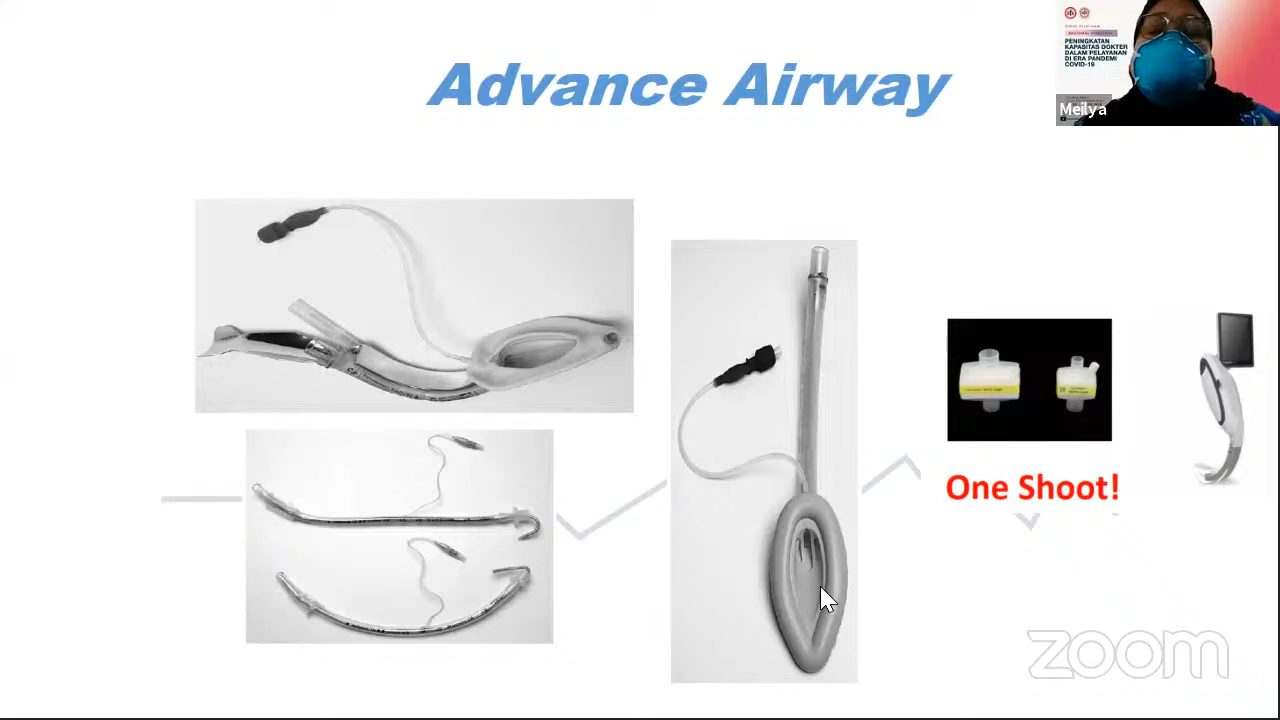 Advance Airway
PENINGKATAN
KAPASITAS DOKTER
DALAM PELAYANAN
DI ERA PANDEMI
COVID-19
Meilya
One Shoot!
zoom